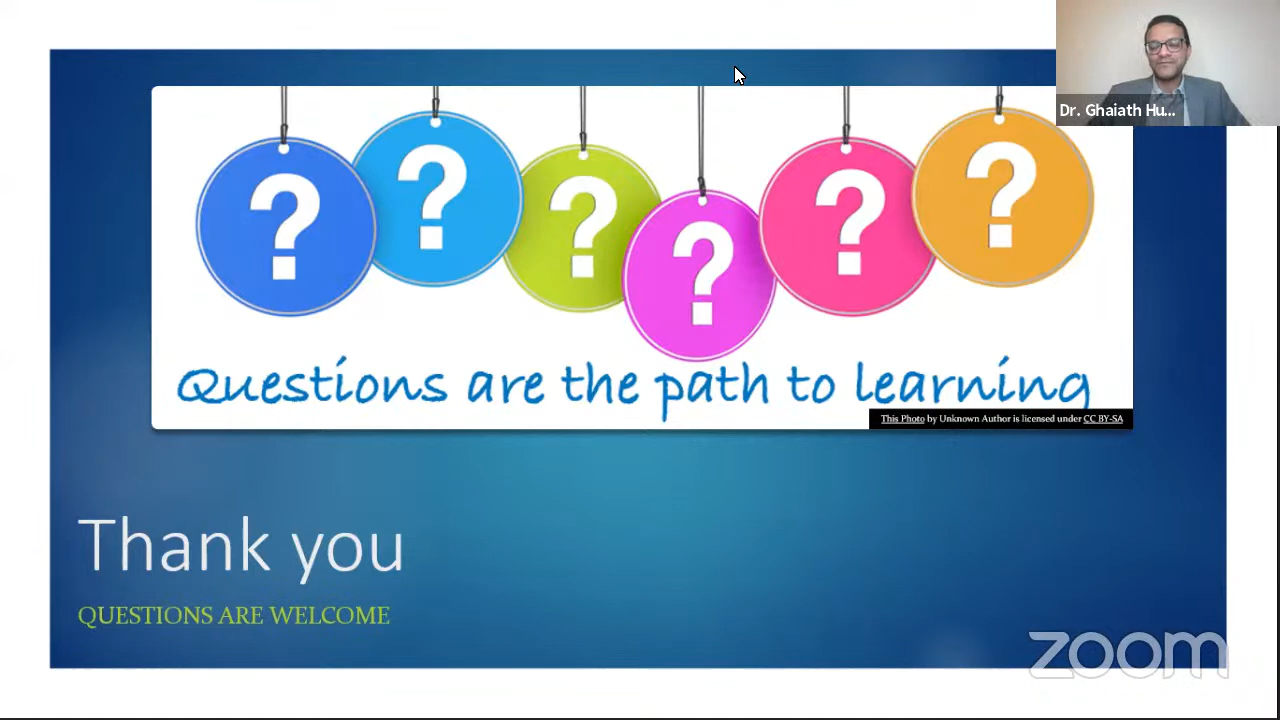 Dr. Ghaiath Hu...
? ? ? ? ? ?
Questions are the path to learning
This Photo by Unknown Author is licensed under CC BY-SA
Thank you
QUESTIONS ARE WELCOME
zoom